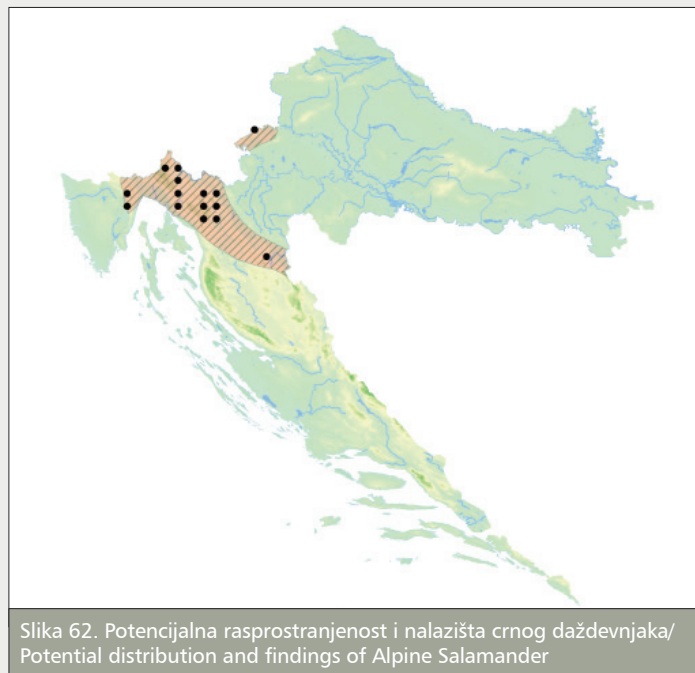 Slika 62. Potencijalna rasprostranjenost i nalazišta crnog daždevnjaka/
Potential distribution and findings of Alpine Salamander